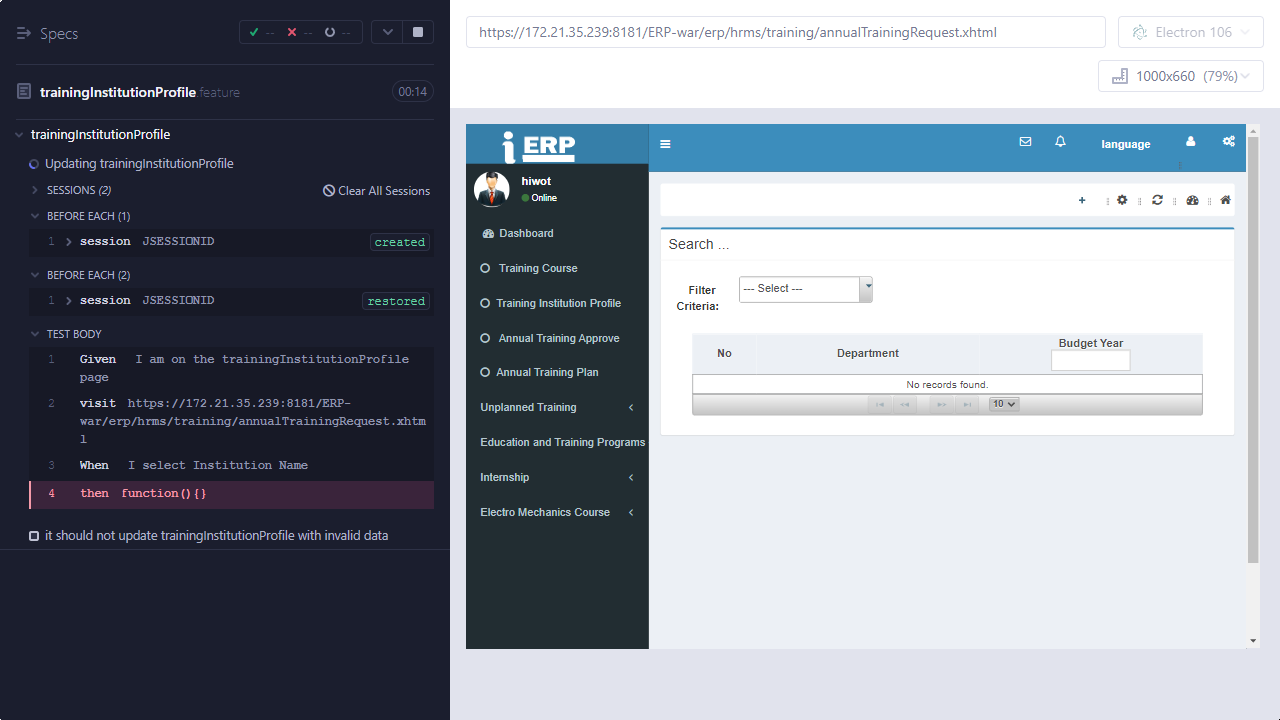 Specs
-- -- --
trainingInstitutionProfile.feature
00:14
trainingInstitutionProfile
Updating trainingInstitutionProfile
SESSIONS (2)
Clear All Sessions
BEFORE EACH (1)
1 session JSESSIONID created
BEFORE EACH (2)
1 session JSESSIONID restored
TEST BODY
1 Given I am on the trainingInstitutionProfile
page
2 visit https://172.21.35.239:8181/ERP-
war/erp/hrms/training/annualTrainingRequest.xhtm
l
3 When I select Institution Name
4 then function(){}
it should not update trainingInstitutionProfile with invalid data
https://172.21.35.239:8181/ERP-war/erp/hrms/training/annualTrainingRequest.xhtml
Electron 106
1000x660 (79%)
i ERP
language
hiwot
Online
Dashboard
Training Course
Training Institution Profile
Annual Training Approve
Annual Training Plan
Unplanned Training
Education and Training Programs
Internship
Electro Mechanics Course
Search ...
Filter
Criteria:
--- Select ---
No
Department
Budget Year
No records found.
10